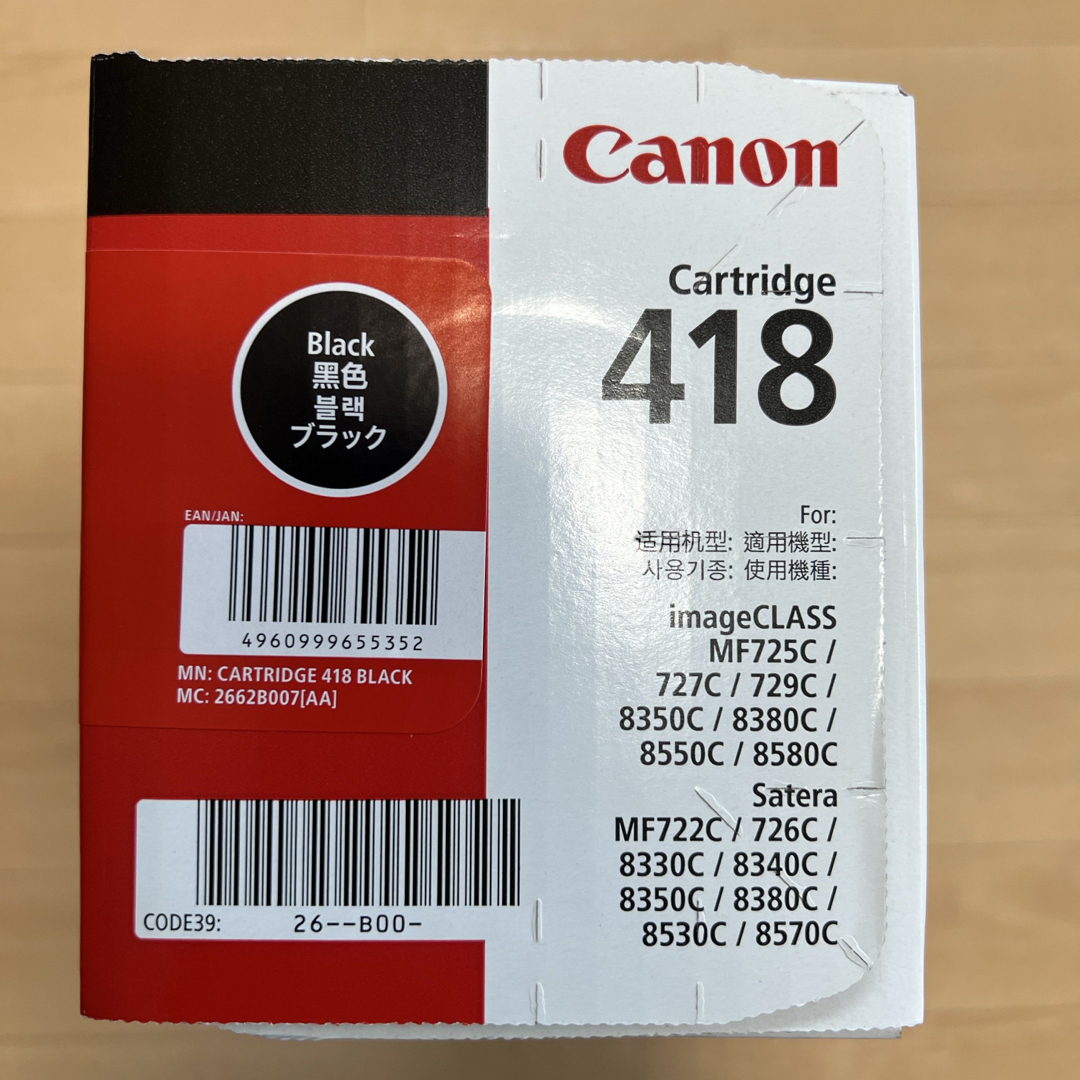 Canon
Cartridge
418
Black
黑色
블랙
ブラック
EAN/JAN:
4960999655352
MN: CARTRIDGE 418 BLACK
MC: 2662B007[AA]
CODE39: 26--B00-
For:
适用机型: 適用機型:
사용기종: 使用機種:
imageCLASS
MF725C /
727C / 729C /
8350C / 8380C /
8550C / 8580C
Satera
MF722C / 726C /
8330C / 8340C /
8350C / 8380C /
8530C / 8570C